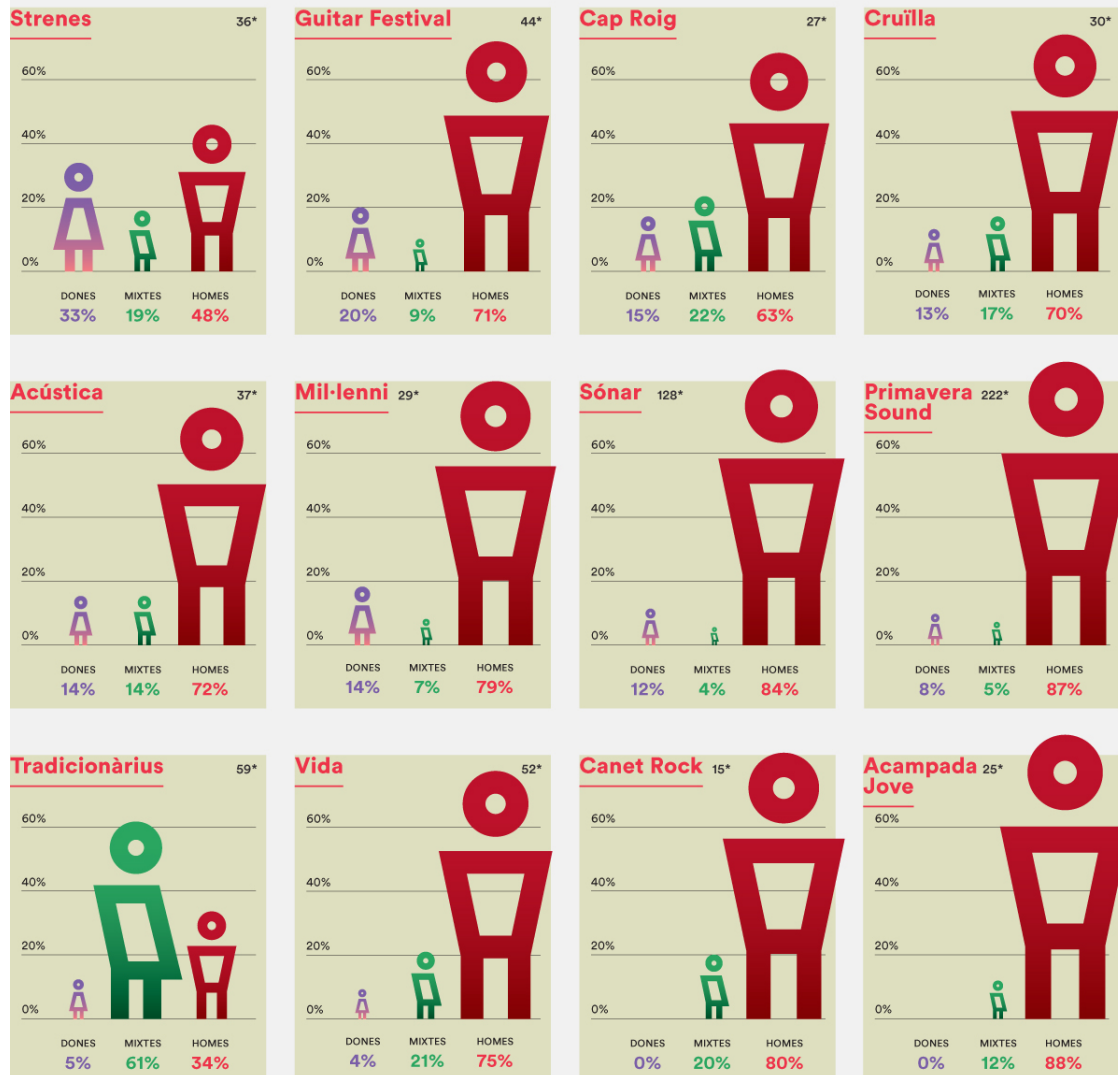 Strenes 36*
60%
40%
20%
0%
DONES MIXTES HOMES
33% 19% 48%
Guitar Festival 44*
60%
40%
20%
0%
DONES MIXTES HOMES
20% 9% 71%
Cap Roig 27*
60%
40%
20%
0%
DONES MIXTES HOMES
15% 22% 63%
Cruïlla 30*
60%
40%
20%
0%
DONES MIXTES HOMES
13% 17% 70%
Acústica 37*
60%
40%
20%
0%
DONES MIXTES HOMES
14% 14% 72%
Mil·lenni 29*
60%
40%
20%
0%
DONES MIXTES HOMES
14% 7% 79%
Sónar 128*
60%
40%
20%
0%
DONES MIXTES HOMES
12% 4% 84%
Primavera 222*
Sound
60%
40%
20%
0%
DONES MIXTES HOMES
8% 5% 87%
Tradicionàrius 59*
60%
40%
20%
0%
DONES MIXTES HOMES
5% 61% 34%
Vida 52*
60%
40%
20%
0%
DONES MIXTES HOMES
4% 21% 75%
Canet Rock 15*
60%
40%
20%
0%
DONES MIXTES HOMES
0% 20% 80%
Acampada 25*
Jove
60%
40%
20%
0%
DONES MIXTES HOMES
0% 12% 88%